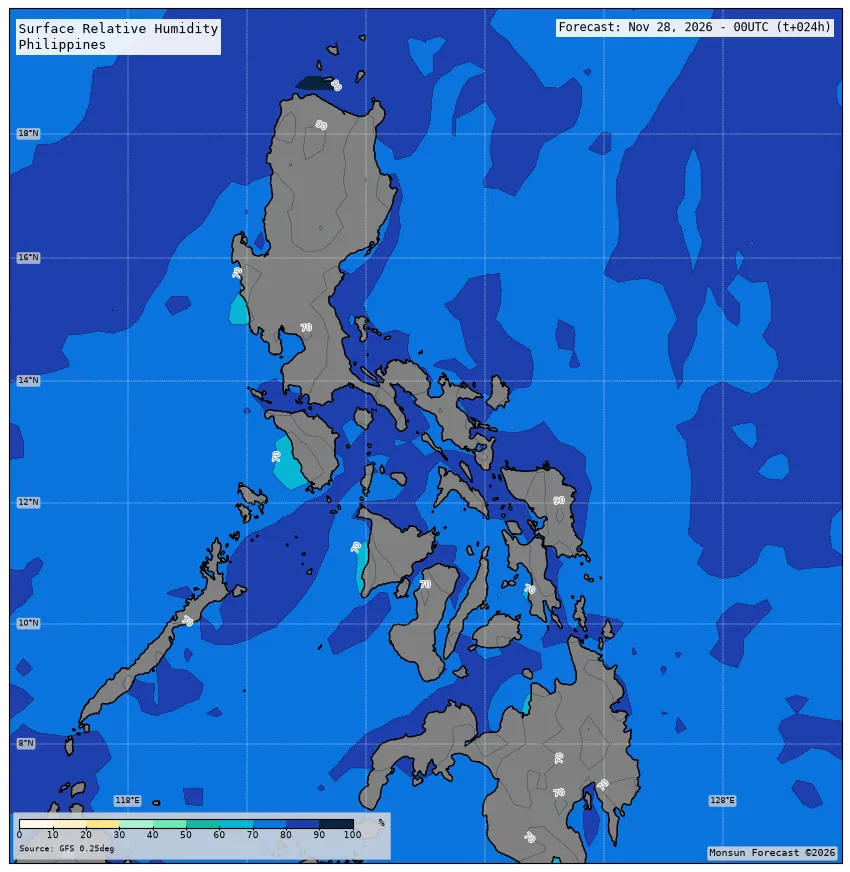 Surface Relative Humidity
Philippines
Forecast: Nov 28, 2026 - 00UTC (t+024h)
90
90
18°N
16°N
70
70
14°N
70
12°N
90
70
70
70
10°N
70
8°N
70
70
70
118°E
128°E
70
%
0 10 20 30 40 50 60 70 80 90 100
Source: GFS 0.25deg
Monsun Forecast ©2026